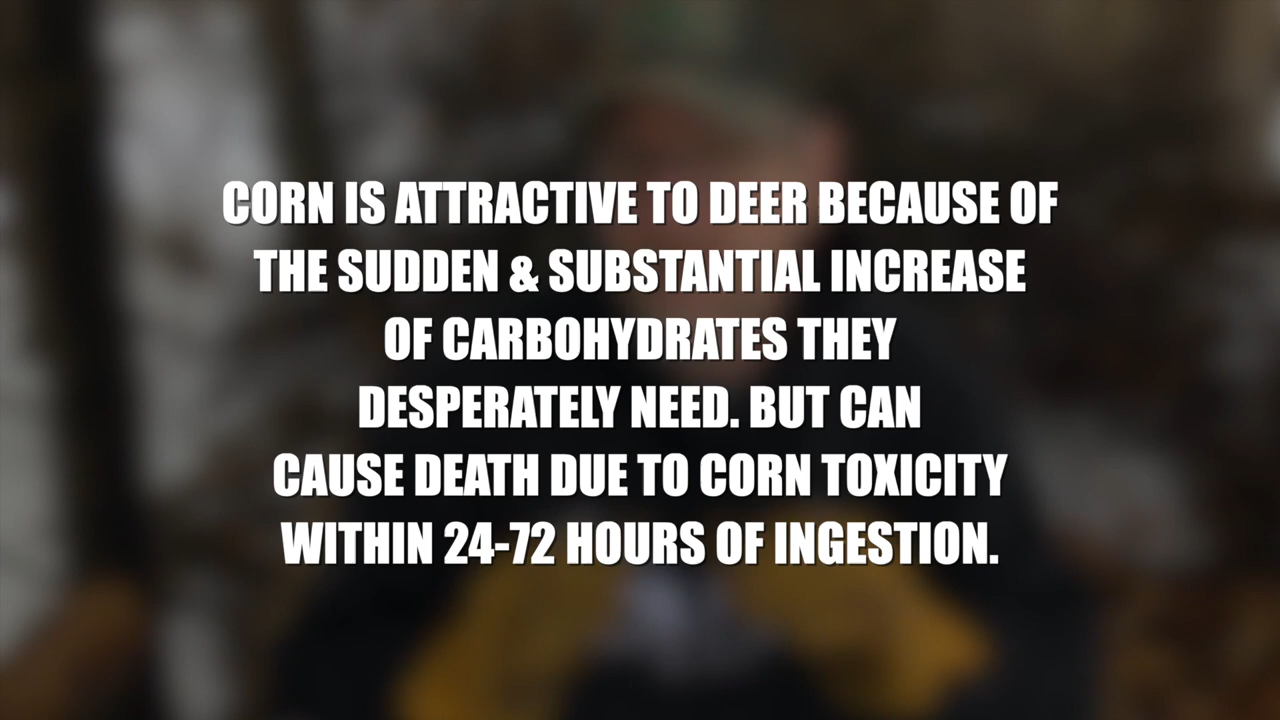 CORN IS ATTRACTIVE TO DEER BECAUSE OF
THE SUDDEN & SUBSTANTIAL INCREASE
OF CARBOHYDRATES THEY
DESPERATELY NEED. BUT CAN
CAUSE DEATH DUE TO CORN TOXICITY
WITHIN 24-72 HOURS OF INGESTION.